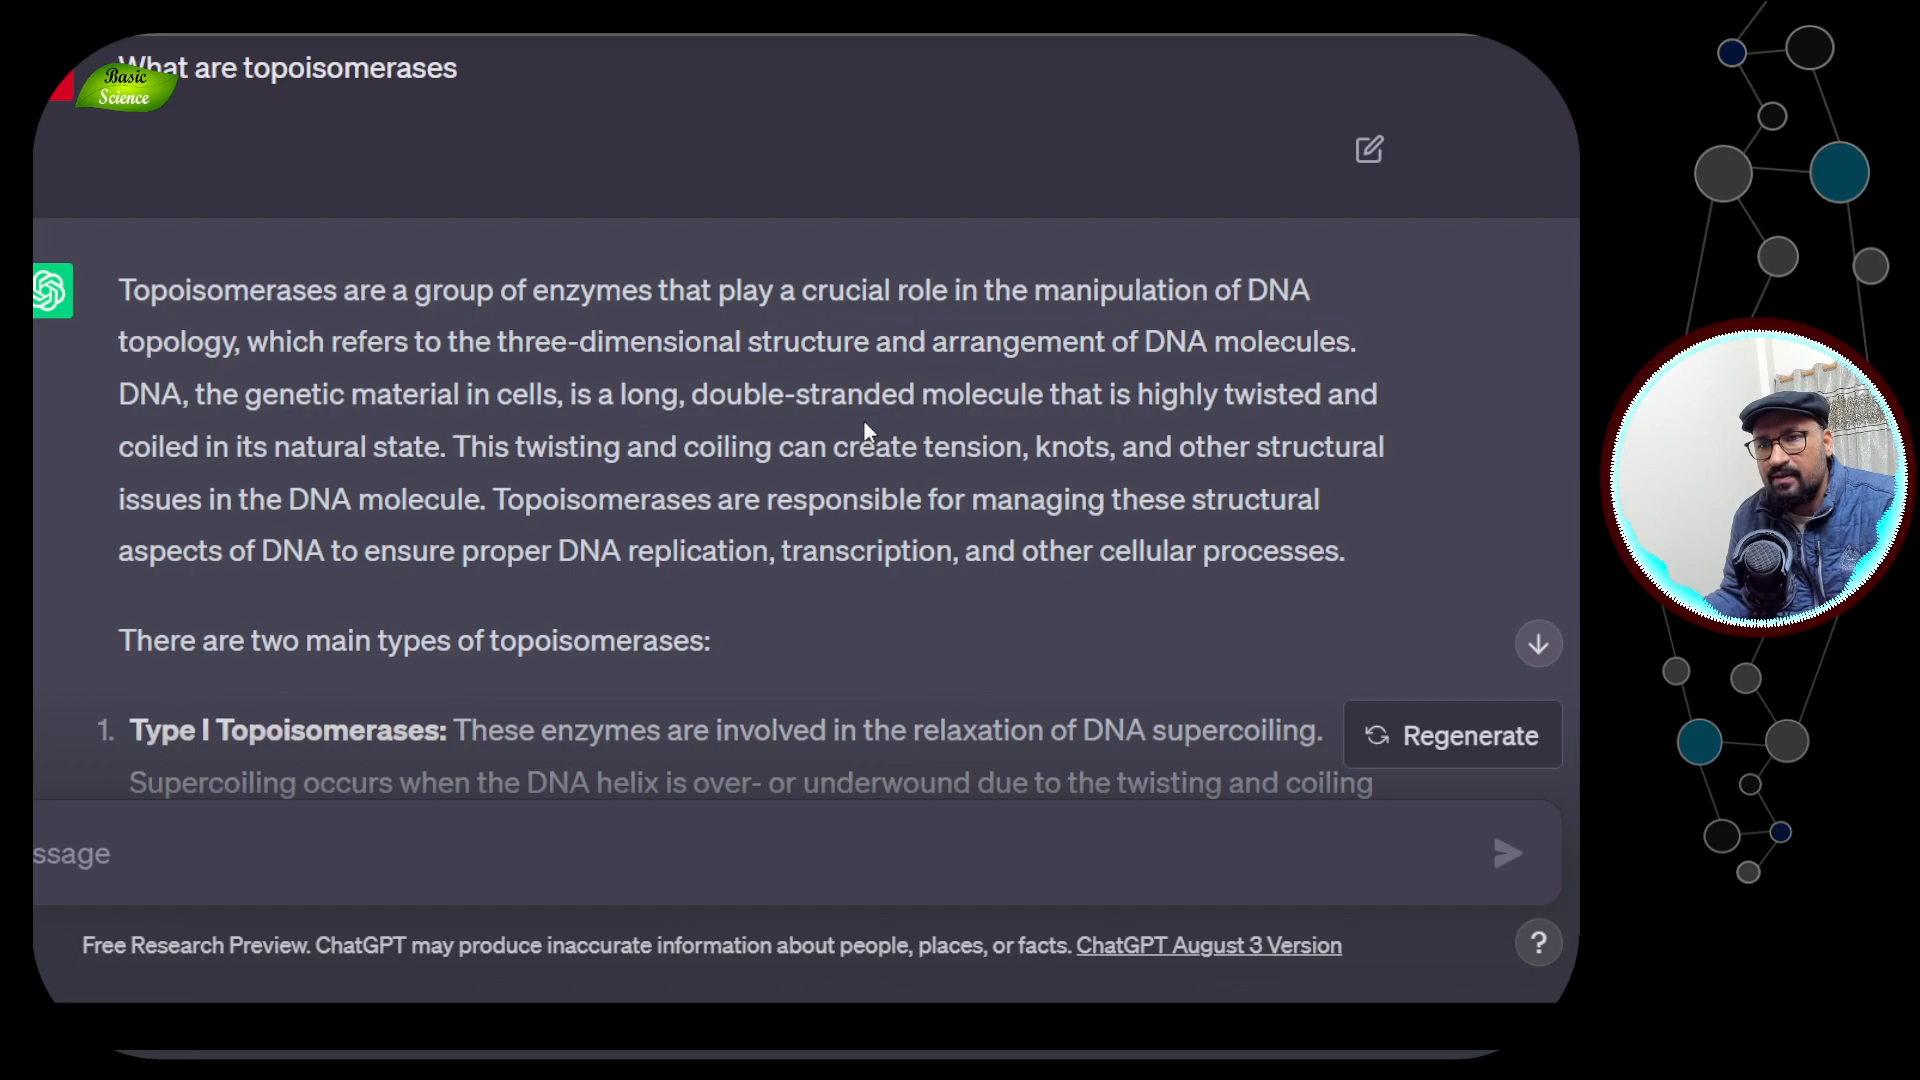 What are topoisomerases
Basic
Science
Topoisomerases are a group of enzymes that play a crucial role in the manipulation of DNA
topology, which refers to the three-dimensional structure and arrangement of DNA molecules.
DNA, the genetic material in cells, is a long, double-stranded molecule that is highly twisted and
coiled in its natural state. This twisting and coiling can create tension, knots, and other structural
issues in the DNA molecule. Topoisomerases are responsible for managing these structural
aspects of DNA to ensure proper DNA replication, transcription, and other cellular processes.
There are two main types of topoisomerases:
1. Type I Topoisomerases: These enzymes are involved in the relaxation of DNA supercoiling.
Regenerate
Supercoiling occurs when the DNA helix is over- or underwound due to the twisting and coiling
ssage
Free Research Preview. ChatGPT may produce inaccurate information about people, places, or facts. ChatGPT August 3 Version
?